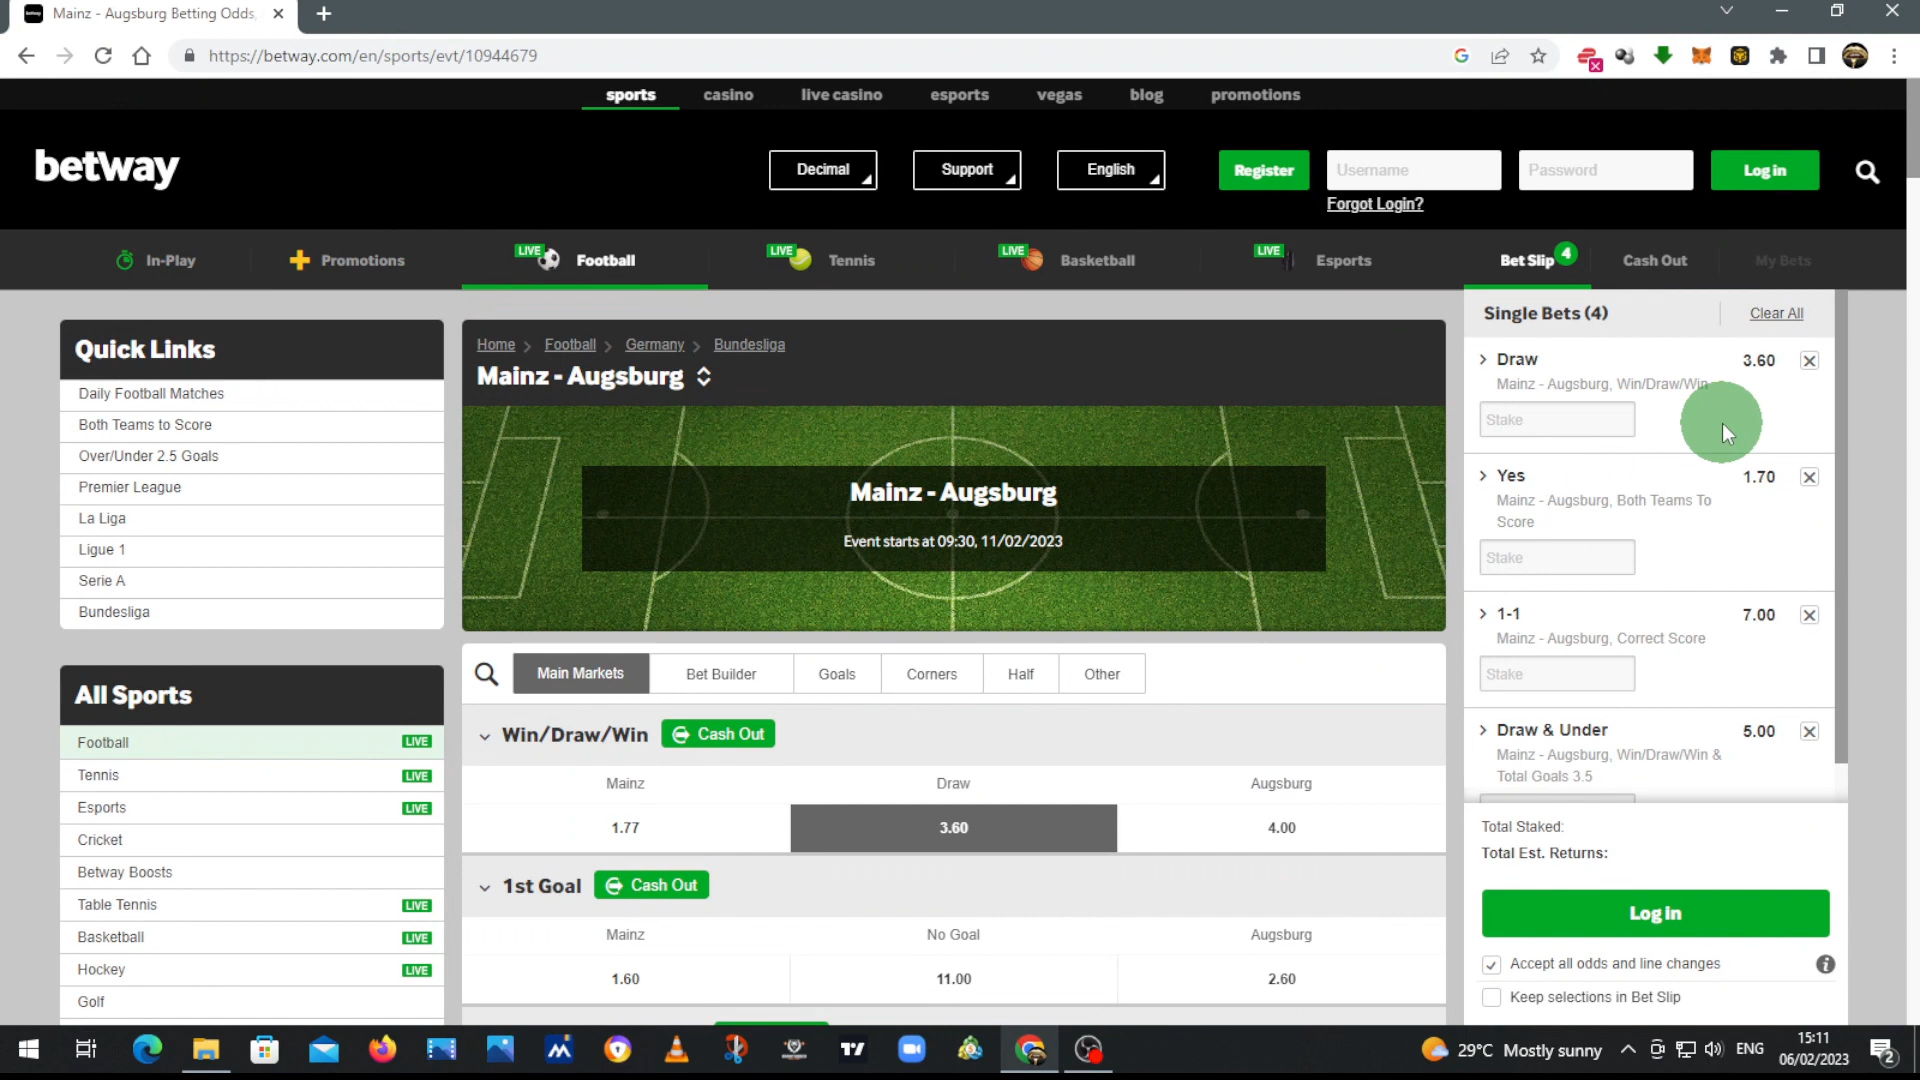 Mainz - Augsburg Betting Odds,
https://betway.com/en/sports/evt/10944679
sports casino live casino esports vegas blog promotions
betway
Decimal Support English Register Username Password Log in
Forgot Login?
In-Play Promotions LIVE Football LIVE Tennis LIVE Basketball LIVE Esports Bet Slip 4 Cash Out My Bets
Quick Links
Daily Football Matches
Both Teams to Score
Over/Under 2.5 Goals
Premier League
La Liga
Ligue 1
Serie A
Bundesliga
All Sports
Football LIVE
Tennis LIVE
Esports LIVE
Cricket
Betway Boosts
Table Tennis LIVE
Basketball LIVE
Hockey LIVE
Golf
Home > Football > Germany > Bundesliga
Mainz - Augsburg
Mainz - Augsburg
Event starts at 09:30, 11/02/2023
Main Markets Bet Builder Goals Corners Half Other
Win/Draw/Win Cash Out
Mainz Draw Augsburg
1.77 3.60 4.00
1st Goal Cash Out
Mainz No Goal Augsburg
1.60 11.00 2.60
Single Bets (4) Clear All
Draw 3.60
Mainz - Augsburg, Win/Draw/Win
Stake
Yes 1.70
Mainz - Augsburg, Both Teams To
Score
Stake
1-1 7.00
Mainz - Augsburg, Correct Score
Stake
Draw & Under 5.00
Mainz - Augsburg, Win/Draw/Win &
Total Goals 3.5
Total Staked:
Total Est. Returns:
Log in
Accept all odds and line changes
Keep selections in Bet Slip
29°C Mostly sunny ENG 15:11
06/02/2023 2